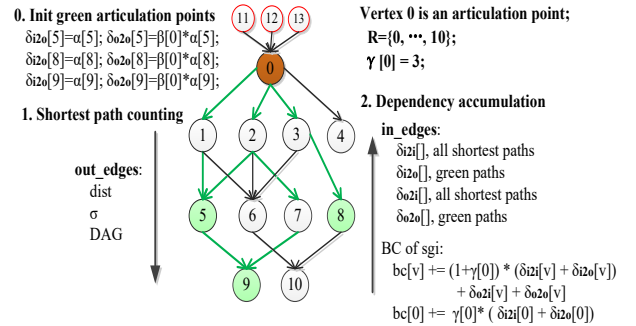 0. Init green articulation points
δi2o[5]=α[5]; δo2o[5]=β[0]*α[5];
δi2o[8]=α[8]; δo2o[5]=β[0]*α[8];
δi2o[9]=α[9]; δo2o[5]=β[0]*α[9];
1. Shortest path counting
out_edges:
dist
σ
DAG
11 12 13
0
1 2 3 4
5 6 7 8
9 10
Vertex 0 is an articulation point;
R={0, ···, 10};
γ [0] = 3;
2. Dependency accumulation
in_edges:
δi2i[], all shortest paths
δi2o[], green paths
δo2i[], all shortest paths
δo2o[], green paths
BC of sgi:
bc[v] += (1+γ[0]) * (δi2i[v] + δi2o[v])
+ δo2i[v] + δo2o[v]
bc[0] += γ[0]* ( δi2i[0] + δi2o[0])